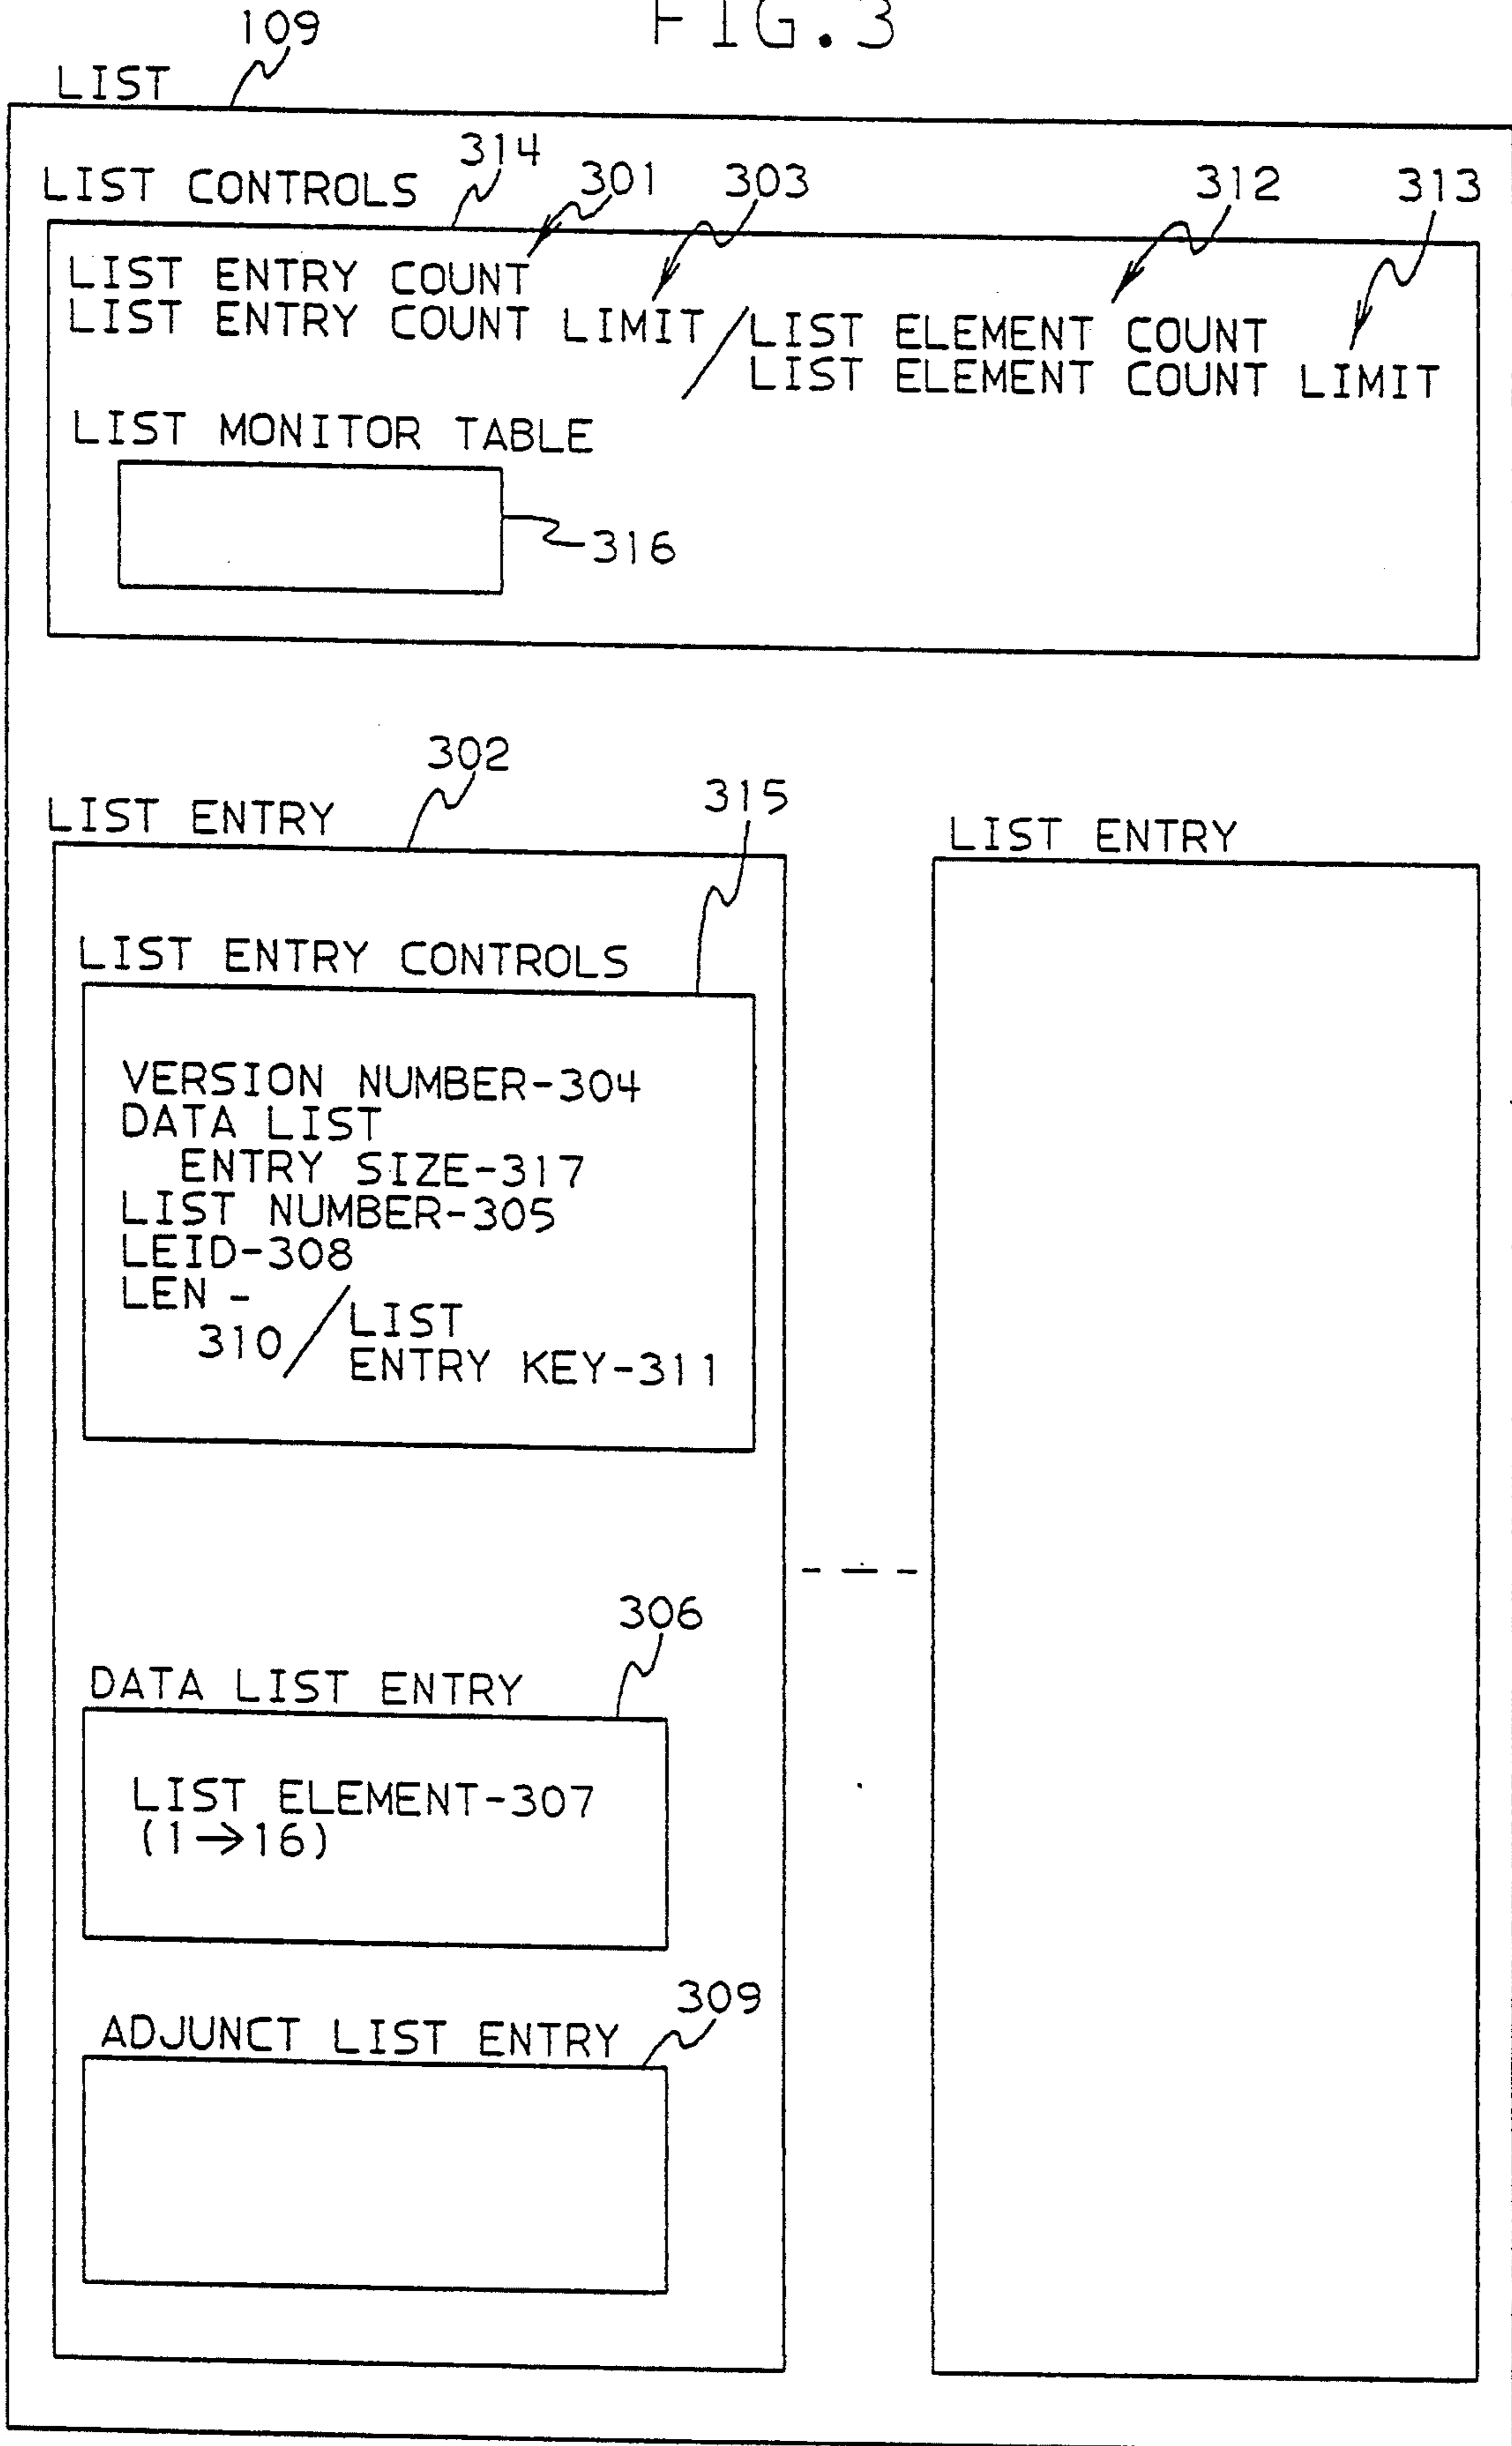 FIG.3
109
LIST
314
301
303
312
313
LIST CONTROLS
LIST ENTRY COUNT
LIST ENTRY COUNT LIMIT / LIST ELEMENT COUNT
LIST ELEMENT COUNT LIMIT
LIST MONITOR TABLE
316
302
315
LIST ENTRY
LIST ENTRY
LIST ENTRY CONTROLS
VERSION NUMBER-304
DATA LIST
ENTRY SIZE-317
LIST NUMBER-305
LEID-308
LEN -
310 / LIST
ENTRY KEY-311
306
DATA LIST ENTRY
LIST ELEMENT-307
(1→16)
309
ADJUNCT LIST ENTRY